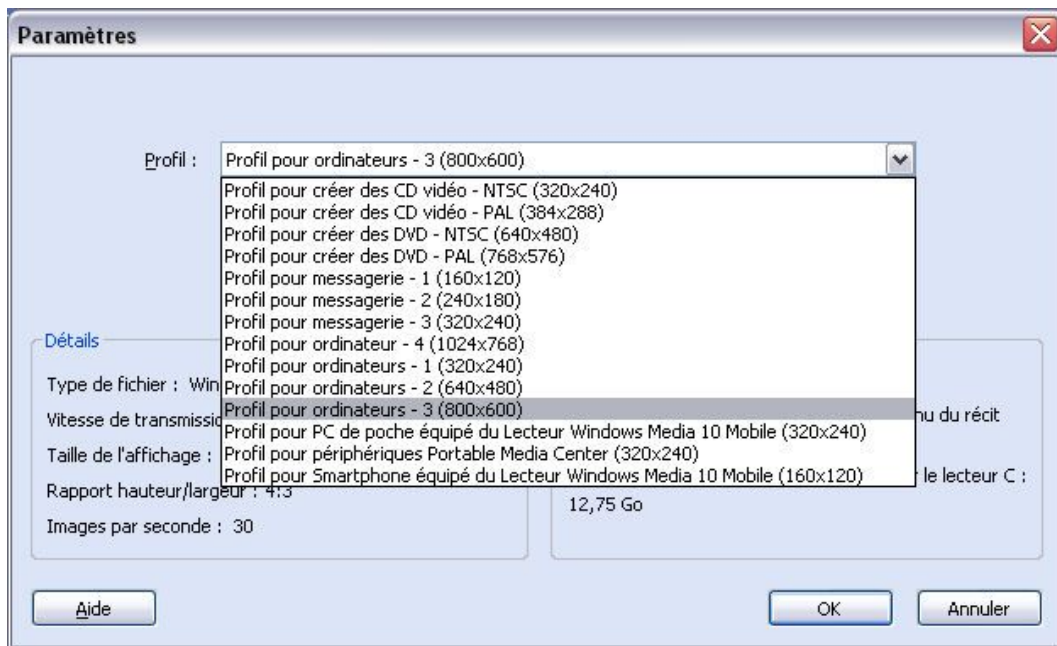 Paramètres
Profil :
Profil pour ordinateurs - 3 (800x600)
Profil pour créer des CD vidéo - NTSC (320x240)
Profil pour créer des CD vidéo - PAL (384x288)
Profil pour créer des DVD - NTSC (640x480)
Profil pour créer des DVD - PAL (768x576)
Profil pour messagerie - 1 (160x120)
Profil pour messagerie - 2 (240x180)
Profil pour messagerie - 3 (320x240)
Profil pour ordinateur - 4 (1024x768)
Profil pour ordinateurs - 1 (320x240)
Profil pour ordinateurs - 2 (640x480)
Profil pour ordinateurs - 3 (800x600)
Profil pour PC de poche équipé du Lecteur Windows Media 10 Mobile (320x240)
Profil pour périphériques Portable Media Center (320x240)
Profil pour Smartphone équipé du Lecteur Windows Media 10 Mobile (160x120)
Détails
Type de fichier : Win
Vitesse de transmissio
Taille de l'affichage :
Rapport hauteur/largeur : 4:3
Images par seconde : 30
nu du récit
le lecteur C :
12,75 Go
Aide
OK
Annuler